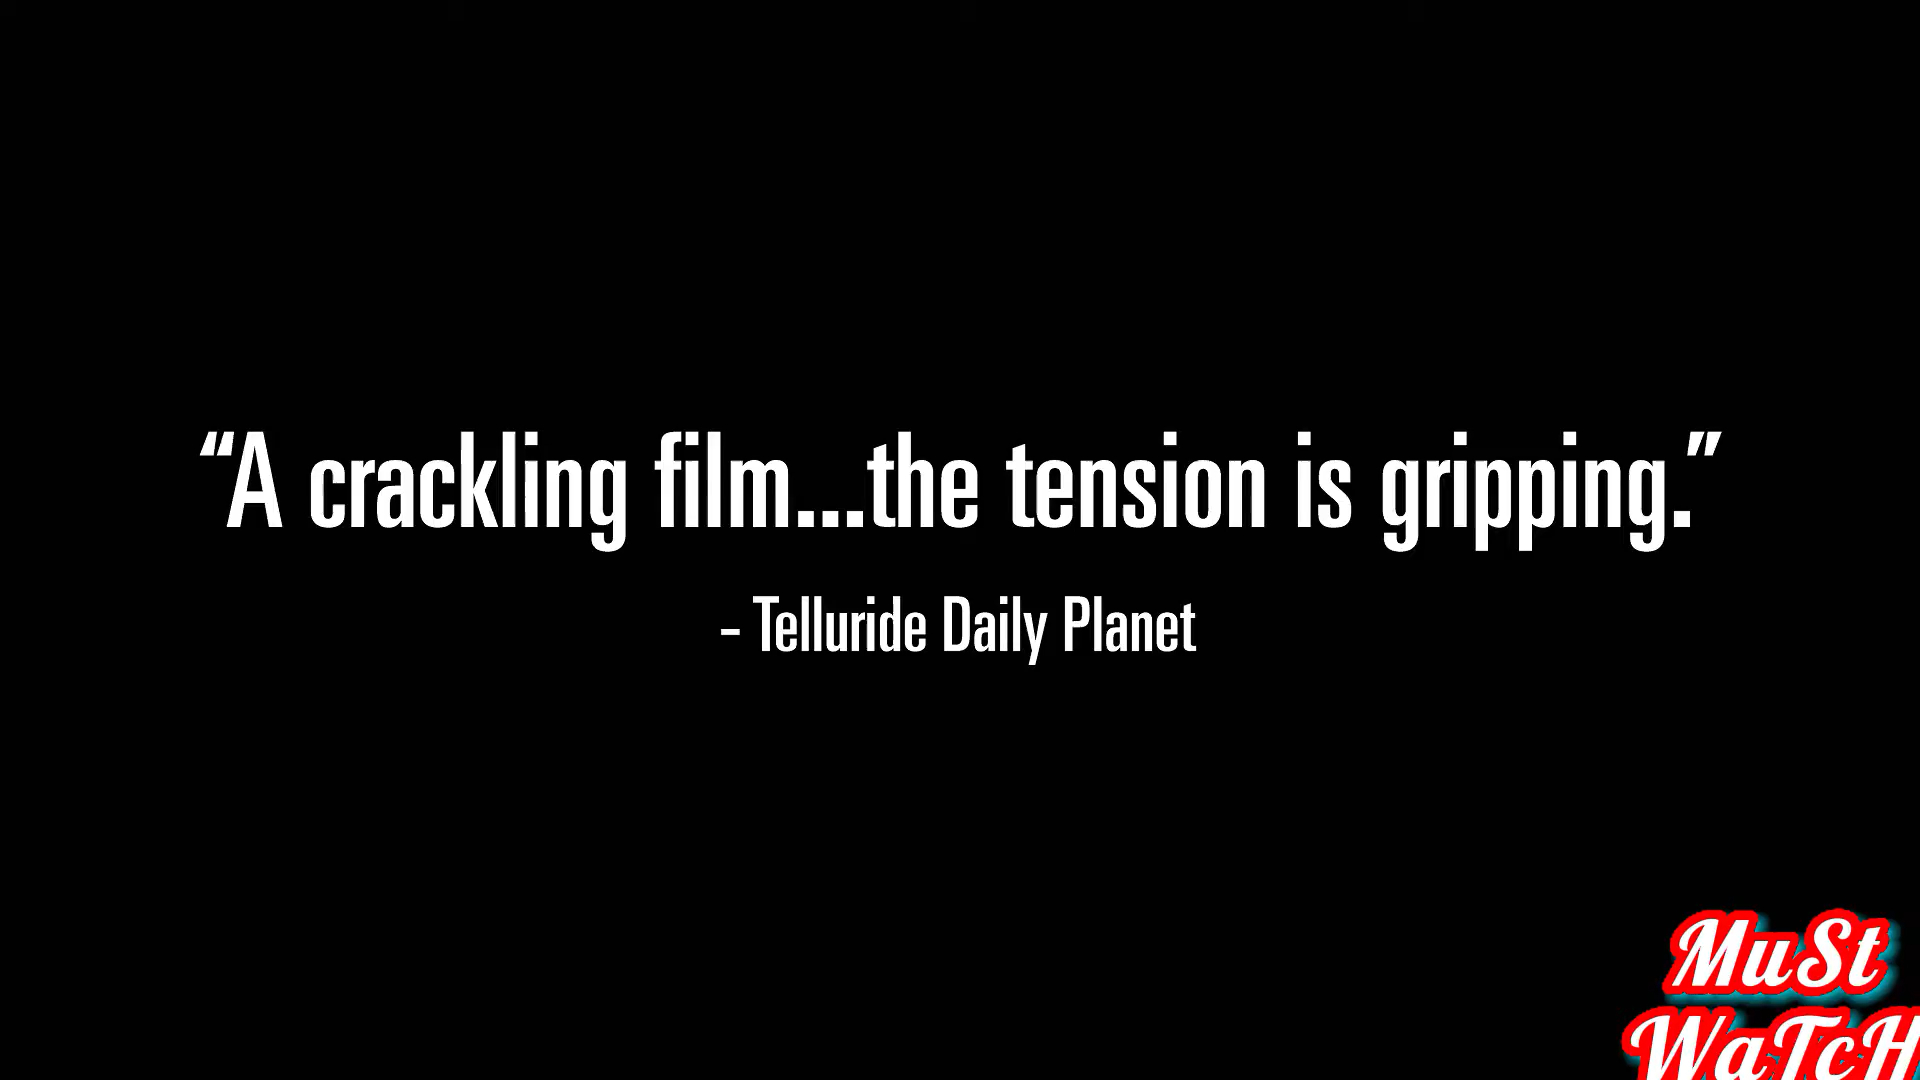 “A crackling film...the tension is gripping.”
– Telluride Daily Planet
MuSt
WaTcH